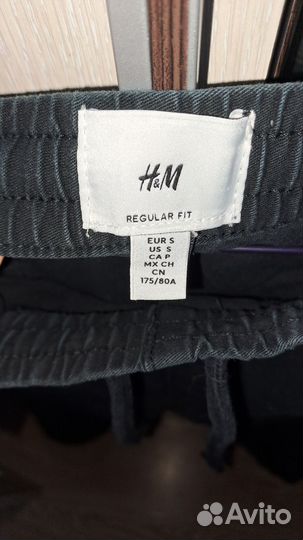 H&M
REGULAR FIT
EUR S
US S
CA P
MX CH
CN
175/80A
Avito